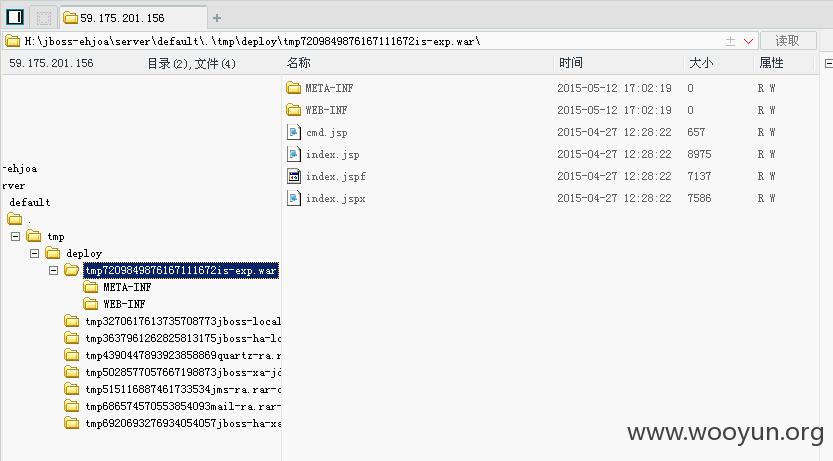 59.175.201.156
H:\jboss-ehjoa\server\default\.\tmp\deploy\tmp7209849876167111672is-exp.war\
读取
59.175.201.156 目录(2),文件(4)
名称 时间 大小 属性
META-INF 2015-05-12 17:02:19 0 R W
WEB-INF 2015-05-12 17:02:19 0 R W
cmd.jsp 2015-04-27 12:28:22 657 R W
index.jsp 2015-04-27 12:28:22 8975 R W
index.jspf 2015-04-27 12:28:22 7137 R W
index.jspx 2015-04-27 12:28:22 7586 R W
-ehjoa
rver
default
.
tmp
deploy
tmp7209849876167111672is-exp.war
META-INF
WEB-INF
tmp3270617613735708773jboss-local
tmp3637961262825813175jboss-ha-lo
tmp4390447893923858869quartz-ra.r
tmp5028577057667198873jboss-xa-jd
tmp515116887461733534jms-ra.rar-c
tmp686574570553854093mail-ra.rar-
tmp6920693276934054057jboss-ha-xa
www.wooyun.org